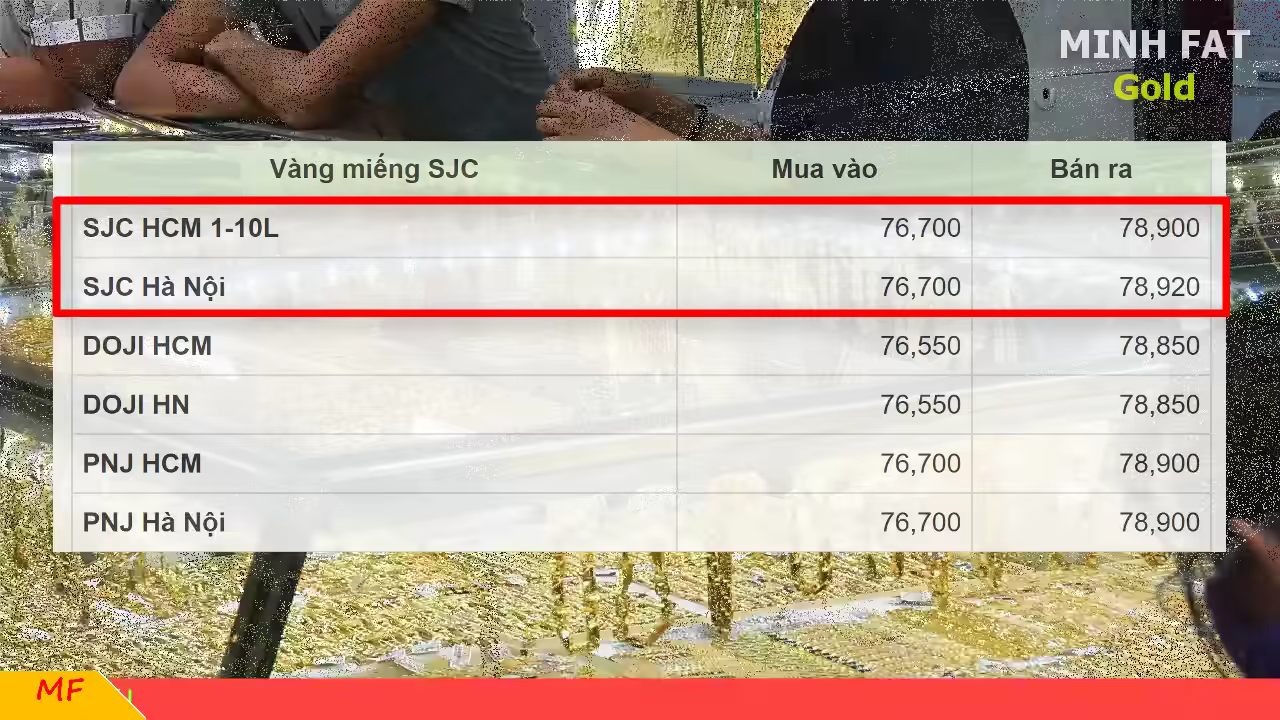 MINH FAT
Gold
Vàng miếng SJC Mua vào Bán ra
SJC HCM 1-10L 76,700 78,900
SJC Hà Nội 76,700 78,920
DOJI HCM 76,550 78,850
DOJI HN 76,550 78,850
PNJ HCM 76,700 78,900
PNJ Hà Nội 76,700 78,900
MF